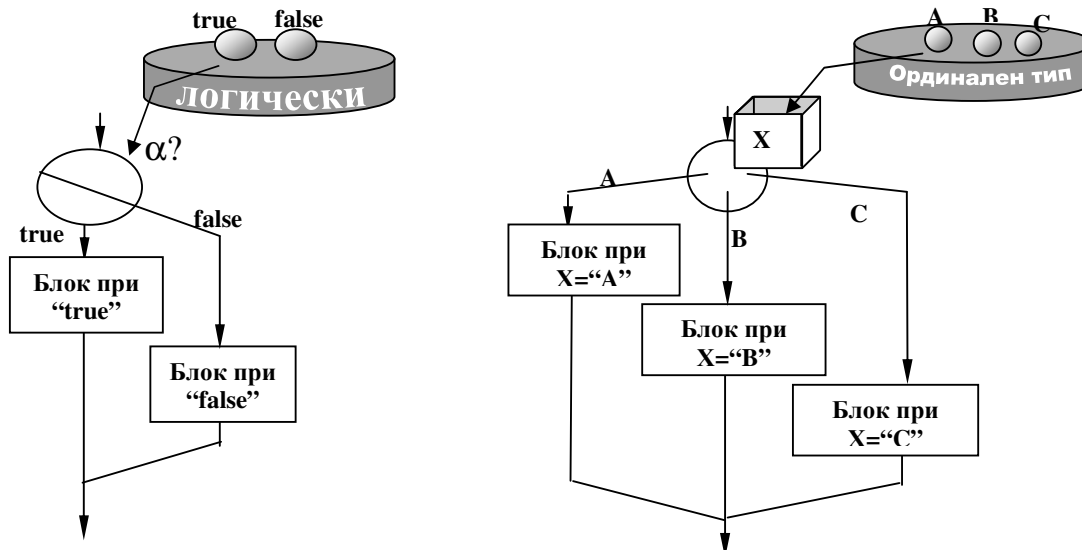 true false
логически
α?
false
true
Блок при
“true”
Блок при
“false”
A B C
Ординален тип
X
A
C
B
Блок при
X=“A”
Блок при
X=“B”
Блок при
X=“C”